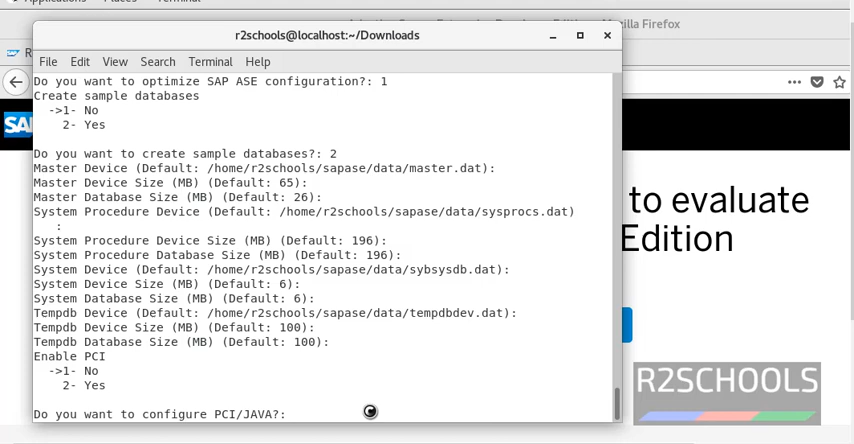 Applications Places Terminal
zilla Firefox
r2schools@localhost:~/Downloads
File Edit View Search Terminal Help
Do you want to optimize SAP ASE configuration?: 1
Create sample databases
->1- No
2- Yes
Do you want to create sample databases?: 2
Master Device (Default: /home/r2schools/sapase/data/master.dat):
Master Device Size (MB) (Default: 65):
Master Database Size (MB) (Default: 26):
System Procedure Device (Default: /home/r2schools/sapase/data/sysprocs.dat)
:
System Procedure Device Size (MB) (Default: 196):
System Procedure Database Size (MB) (Default: 196):
System Device (Default: /home/r2schools/sapase/data/sybsysdb.dat):
System Device Size (MB) (Default: 6):
System Database Size (MB) (Default: 6):
Tempdb Device (Default: /home/r2schools/sapase/data/tempdbdev.dat):
Tempdb Device Size (MB) (Default: 100):
Tempdb Database Size (MB) (Default: 100):
Enable PCI
->1- No
2- Yes
Do you want to configure PCI/JAVA?:
SA
to evaluate
Edition
R2SCHOOLS